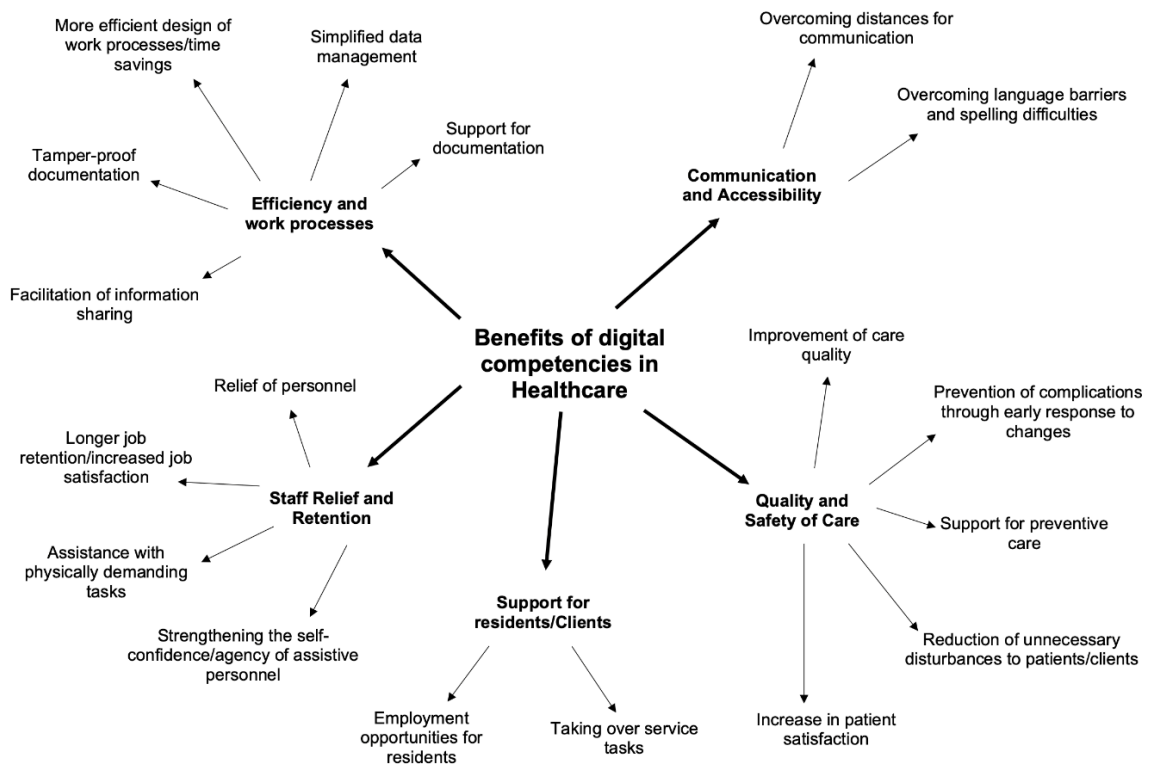 More efficient design of
work processes/time
savings
Simplified data
management
Support for
documentation
Tamper-proof
documentation
Efficiency and
work processes
Facilitation of information
sharing
Overcoming distances for
communication
Overcoming language barriers
and spelling difficulties
Communication
and Accessibility
Benefits of digital
competencies in
Healthcare
Relief of personnel
Longer job
retention/increased job
satisfaction
Staff Relief and
Retention
Assistance with
physically demanding
tasks
Strengthening the self-
confidence/agency of assistive
personnel
Support for
residents/Clients
Employment
opportunities for
residents
Taking over service
tasks
Improvement of care
quality
Prevention of complications
through early response to
changes
Quality and
Safety of Care
Support for preventive
care
Reduction of unnecessary
disturbances to patients/clients
Increase in patient
satisfaction